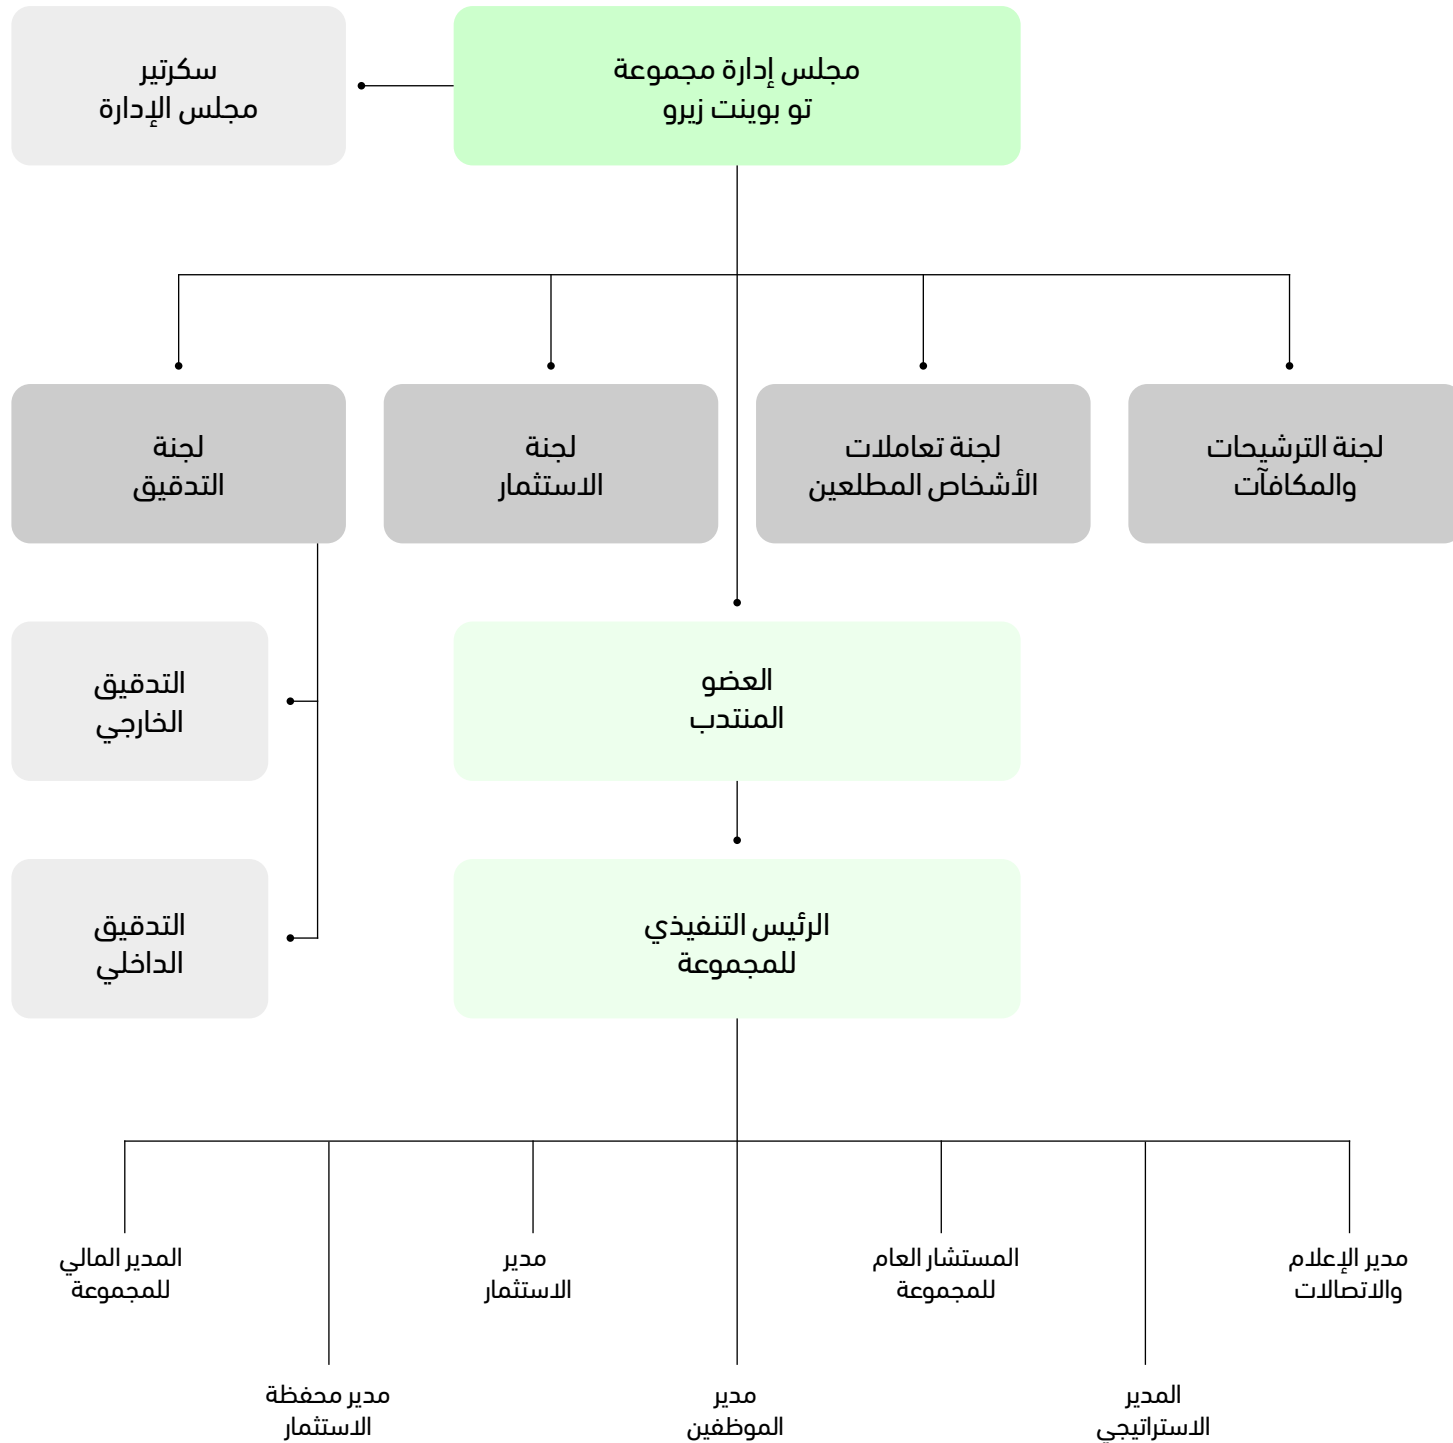 مجلس إدارة مجموعة
تو بوينت زيرو
سكرتير
مجلس الإدارة
لجنة الترشيحات
والمكافآت
لجنة تعاملات
الأشخاص المطلعين
لجنة
الاستثمار
لجنة
التدقيق
العضو
المنتدب
التدقيق
الخارجي
الرئيس التنفيذي
للمجموعة
التدقيق
الداخلي
مدير الإعلام
والاتصالات
المستشار العام
للمجموعة
مدير
الاستثمار
المدير المالي
للمجموعة
المدير
الاستراتيجي
مدير
الموظفين
مدير محفظة
الاستثمار